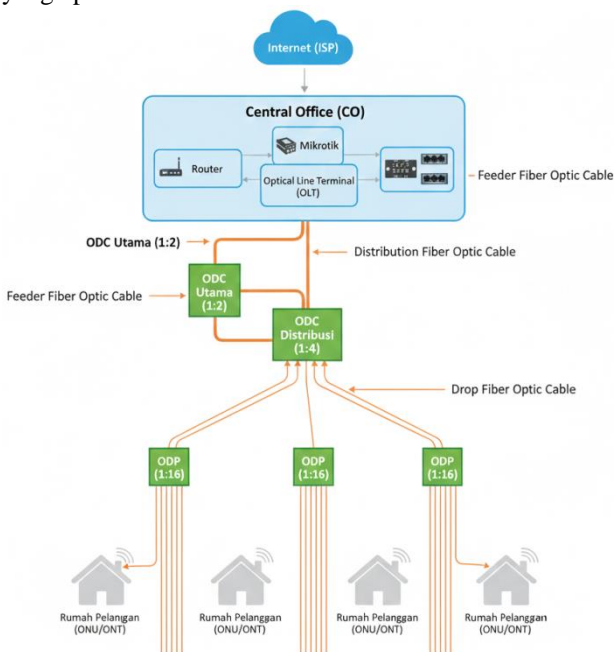 Internet (ISP)
Central Office (CO)
Mikrotik
Router
Optical Line Terminal
(OLT)
Feeder Fiber Optic Cable
ODC Utama (1:2)
Distribution Fiber Optic Cable
ODC
Utama
(1:2)
Feeder Fiber Optic Cable
ODC
Distribusi
(1:4)
Drop Fiber Optic Cable
ODP
(1:16)
ODP
(1:16)
ODP
(1:16)
Rumah Pelangan
(ONU/ONT)
Rumah Pelanggan
(ONU/ONT)
Rumah Pelanggan
(ONU/ONT)
Rumah Pelanggan
(ONU/ONT)